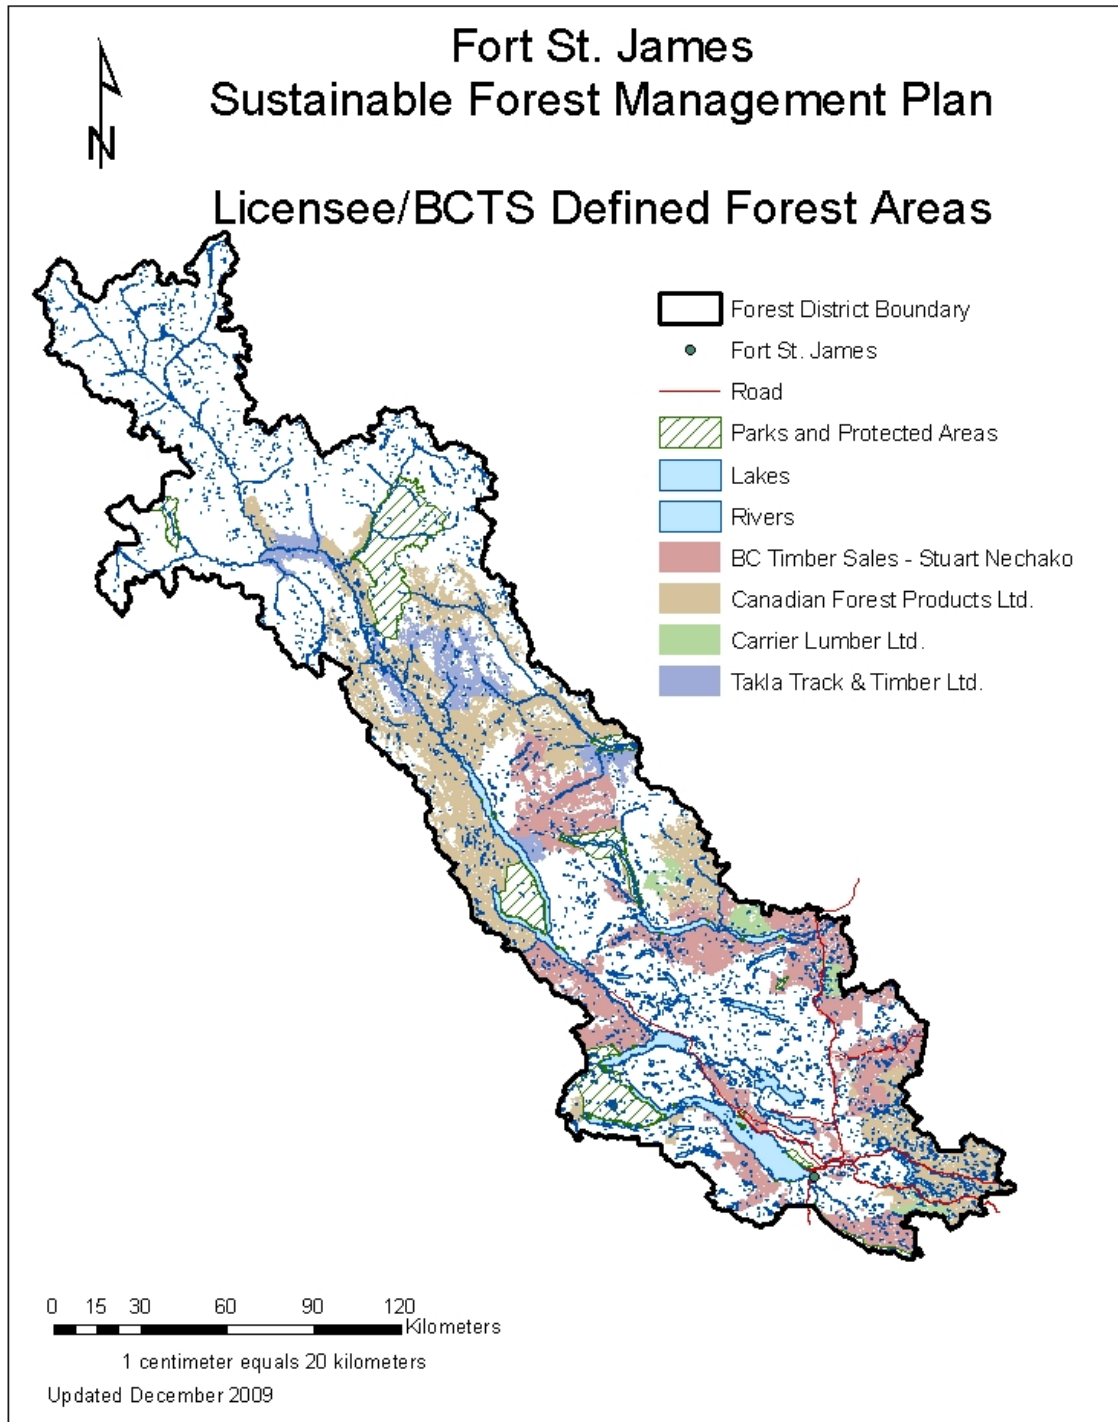 Fort St. James
Sustainable Forest Management Plan
N
Licensee/BCTS Defined Forest Areas
Forest District Boundary
Fort St. James
Road
Parks and Protected Areas
Lakes
Rivers
BC Timber Sales - Stuart Nechako
Canadian Forest Products Ltd.
Carrier Lumber Ltd.
Takla Track & Timber Ltd.
0 15 30 60 90 120
Kilometers
1 centimeter equals 20 kilometers
Updated December 2009